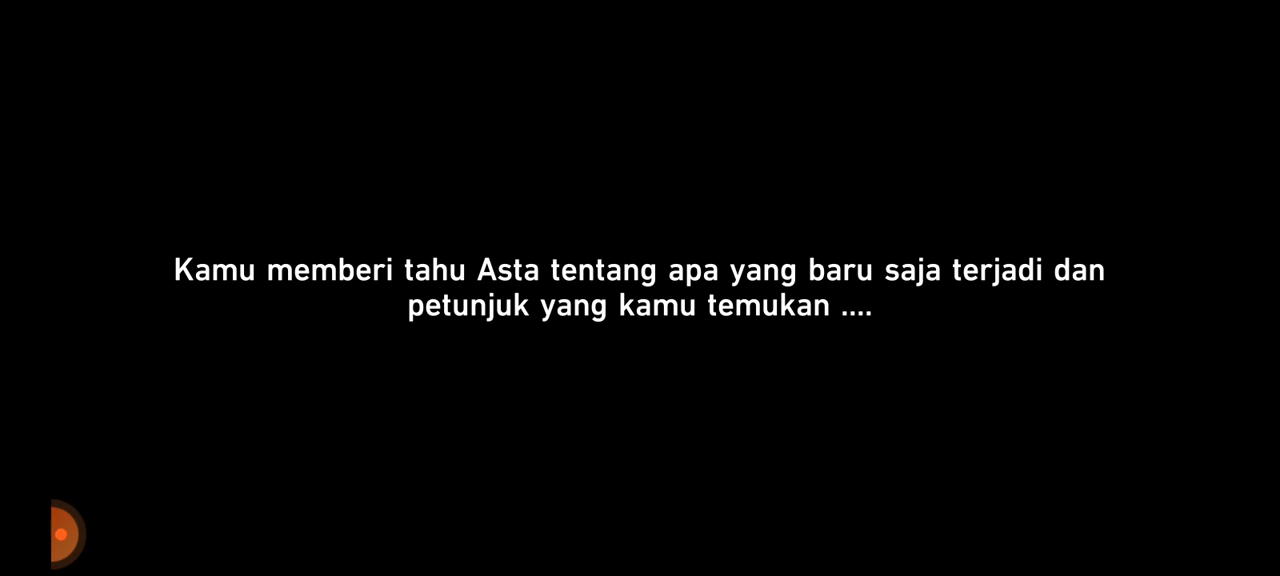 Kamu memberi tahu Asta tentang apa yang baru saja terjadi dan
petunjuk yang kamu temukan ....